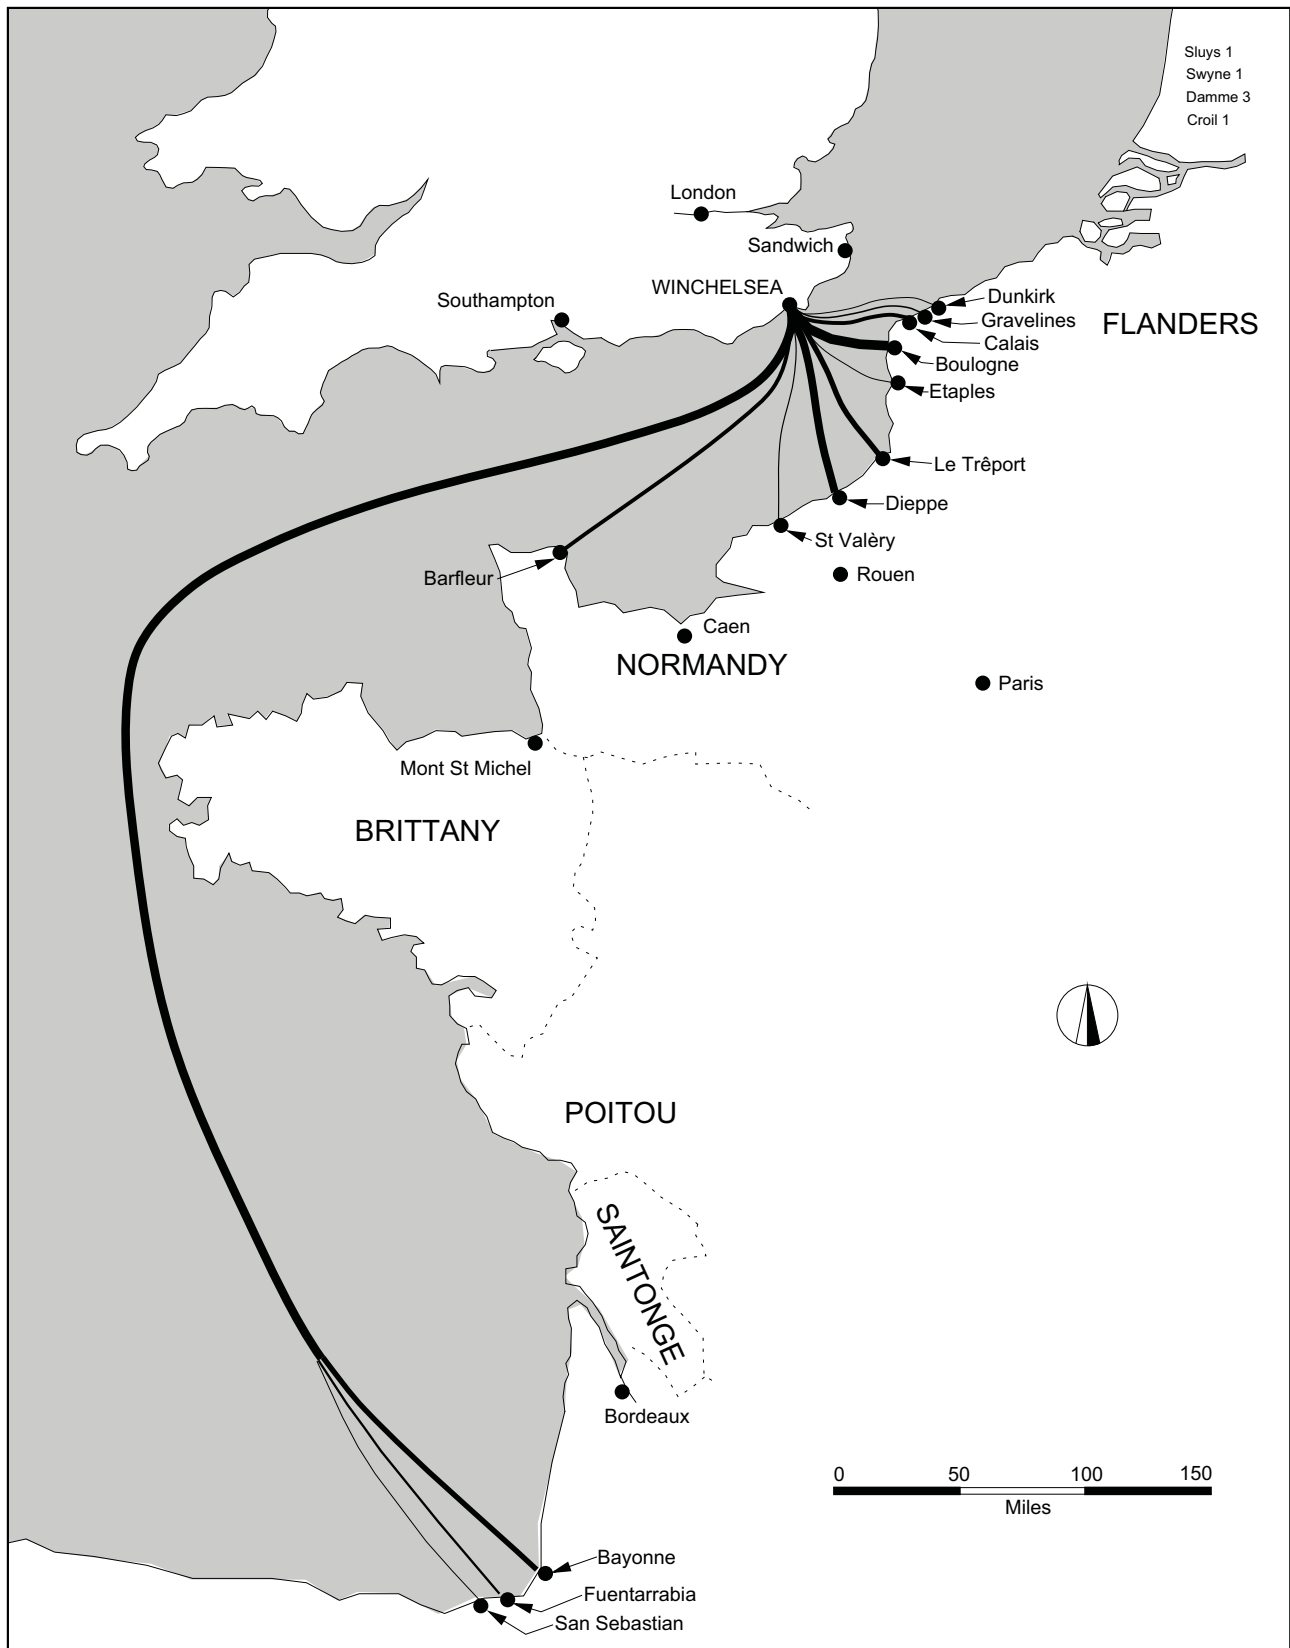 Sluys 1
Swyne 1
Damme 3
Croil 1
London
Sandwich
WINCHELSEA
Southampton
Dunkirk
Gravelines
FLANDERS
Calais
Boulogne
Etaples
Le Trêport
Dieppe
St Valèry
Rouen
Barfleur
Caen
NORMANDY
Paris
Mont St Michel
BRITTANY
POITOU
SAINTONGE
Bordeaux
0 50 100 150
Miles
Bayonne
Fuentarrabia
San Sebastian